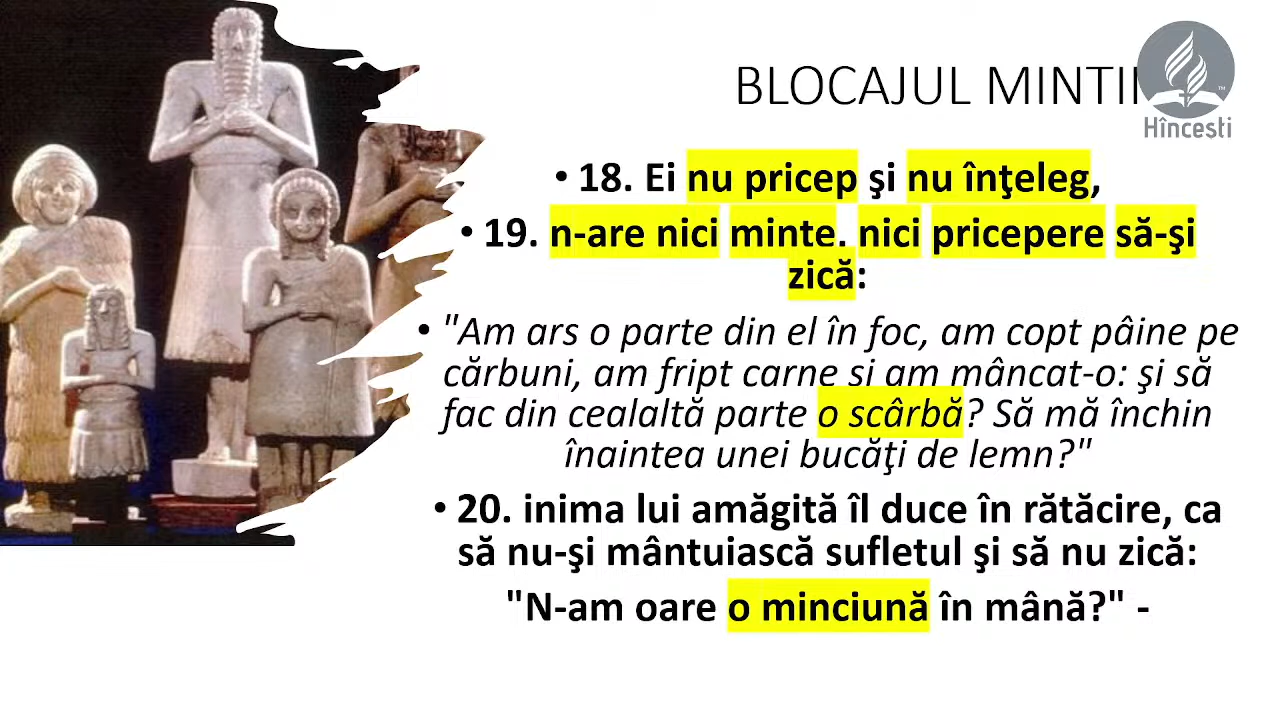 BLOCAJUL MINTII
Hîncești
• 18. Ei nu pricep şi nu înţeleg,
• 19. n-are nici minte. nici pricepere să-şi
zică:
• "Am ars o parte din el în foc, am copt pâine pe
cărbuni, am fript carne si am mâncat-o: şi să
fac din cealaltă parte o scârbă? Să mă închin
înaintea unei bucăţi de lemn?"
• 20. inima lui amăgită îl duce în rătăcire, ca
să nu-şi mântuiască sufletul şi să nu zică:
"N-am oare o minciună în mână?" -